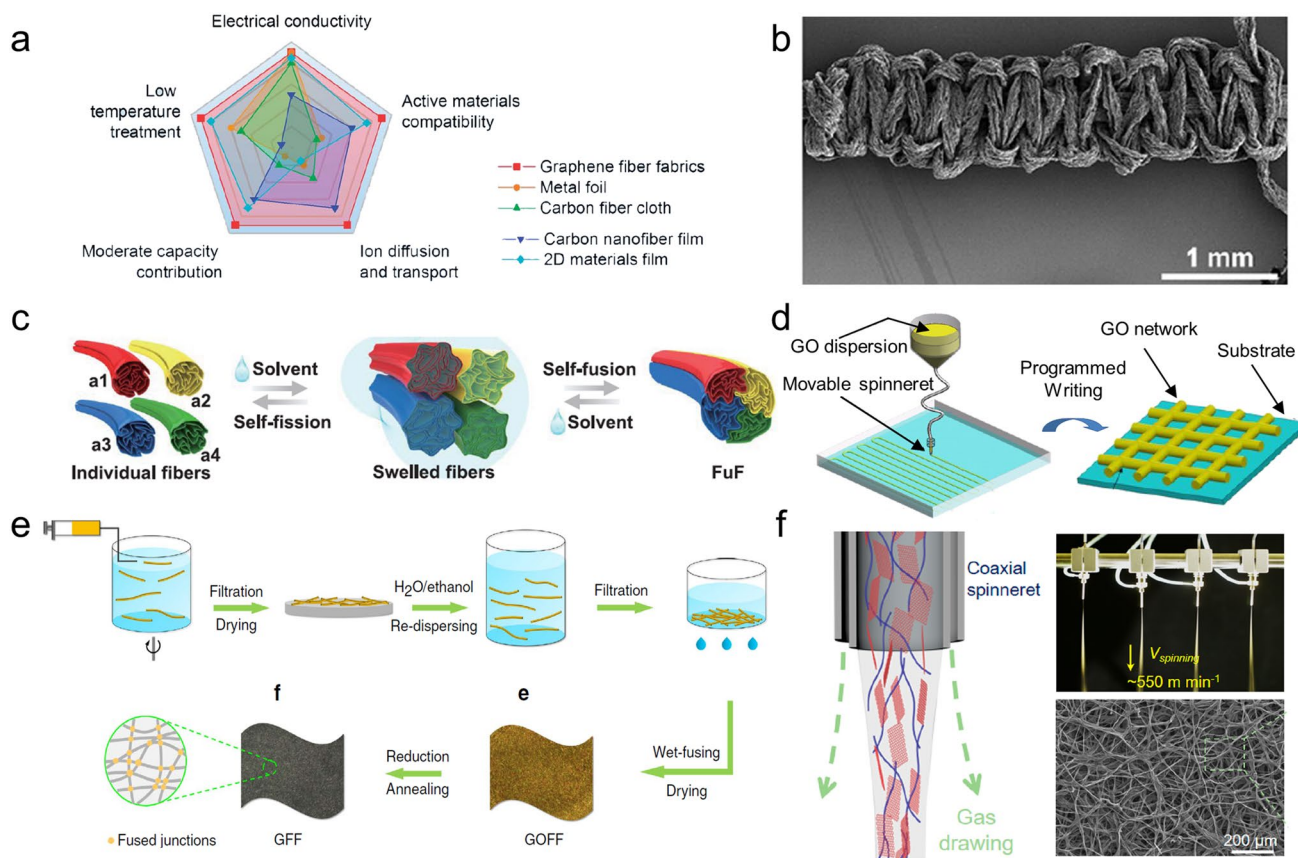 a
Electrical conductivity
Low
temperature
treatment
Active materials
compatibility
Moderate capacity
contribution
Ion diffusion
and transport
Graphene fiber fabrics
Metal foil
Carbon fiber cloth
Carbon nanofiber film
2D materials film
b
1 mm
c
a1
a2
a3
a4
Individual fibers
Solvent
Self-fission
Swelled fibers
Self-fusion
Solvent
FuF
d
GO dispersion
Movable spinneret
Programmed
Writing
GO network
Substrate
e
Filtration
Drying
H₂O/ethanol
Re-dispersing
Filtration
Wet-fusing
Drying
e
GOFF
Reduction
Annealing
f
GFF
Fused junctions
f
Coaxial
spinneret
Gas
drawing
V spinning
~550 m min⁻¹
200 μm